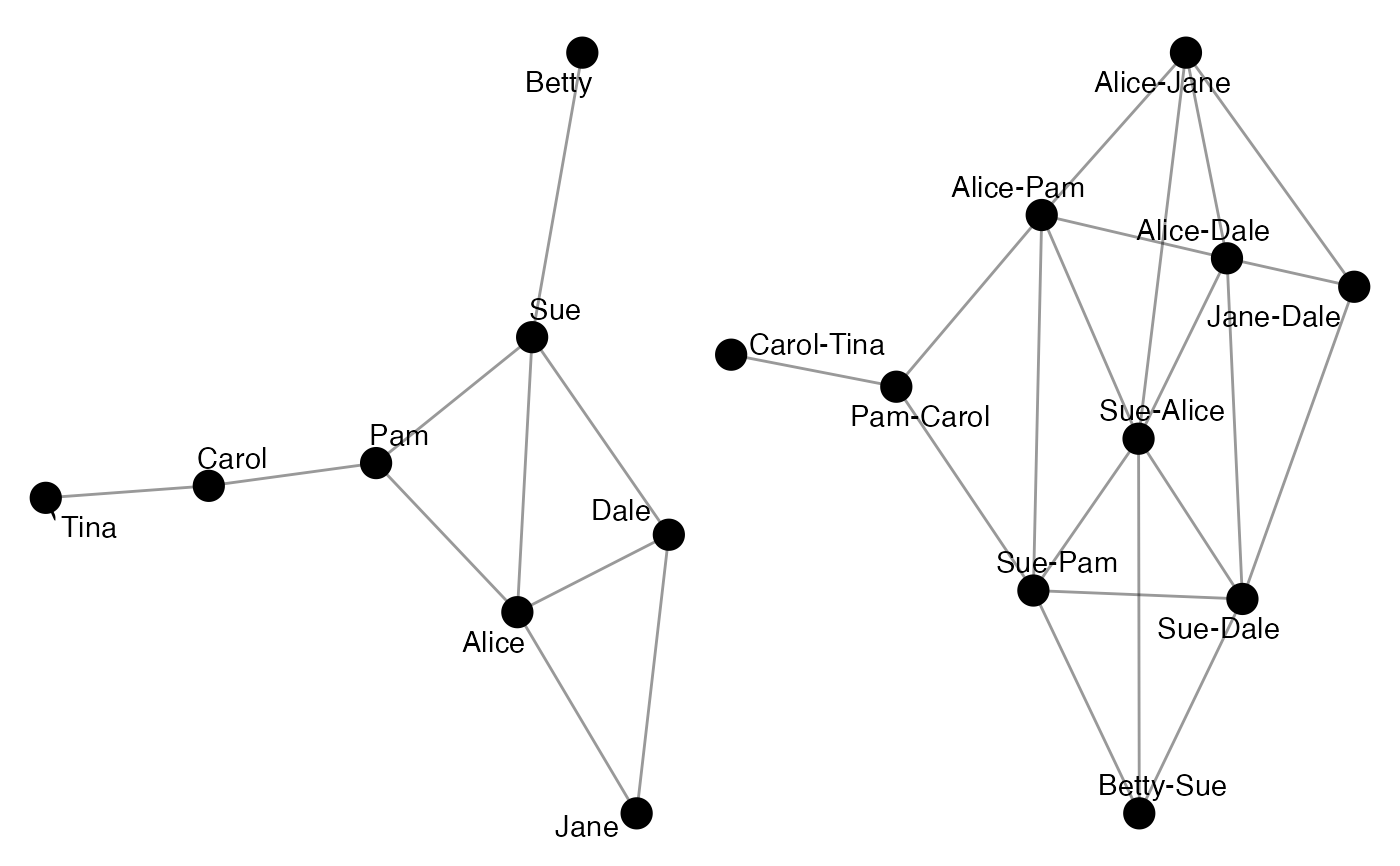 Betty
Sue
Pam
Carol
Tina
Dale
Alice
Jane
Alice-Jane
Alice-Pam
Alice-Dale
Jane-Dale
Carol-Tina
Pam-Carol
Sue-Alice
Sue-Pam
Sue-Dale
Betty-Sue